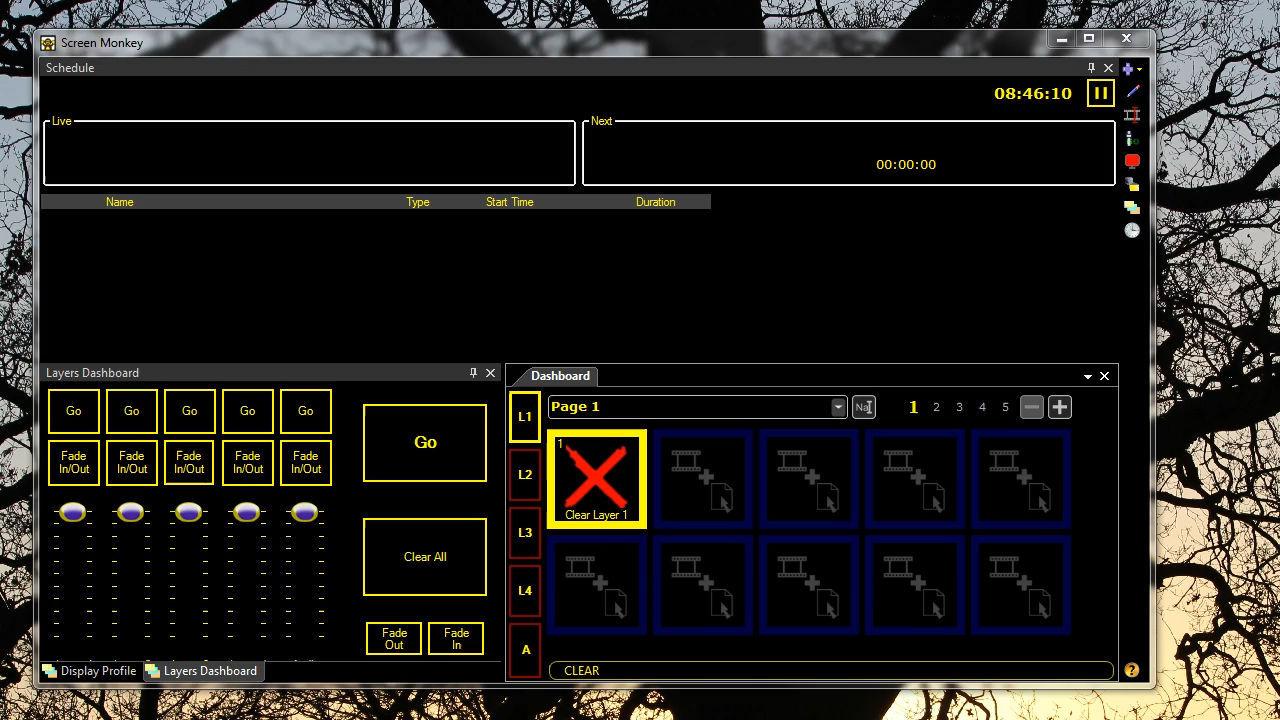 Screen Monkey
Schedule
08:46:10
Live
Next
00:00:00
Name Type Start Time Duration
Layers Dashboard
Go Go Go Go Go
Fade In/Out Fade In/Out Fade In/Out Fade In/Out Fade In/Out
Go
Clear All
Fade Out
Fade In
Display Profile
Layers Dashboard
Dashboard
L1
L2
L3
L4
A
Page 1
1 2 3 4 5
1
Clear Layer 1
CLEAR
?